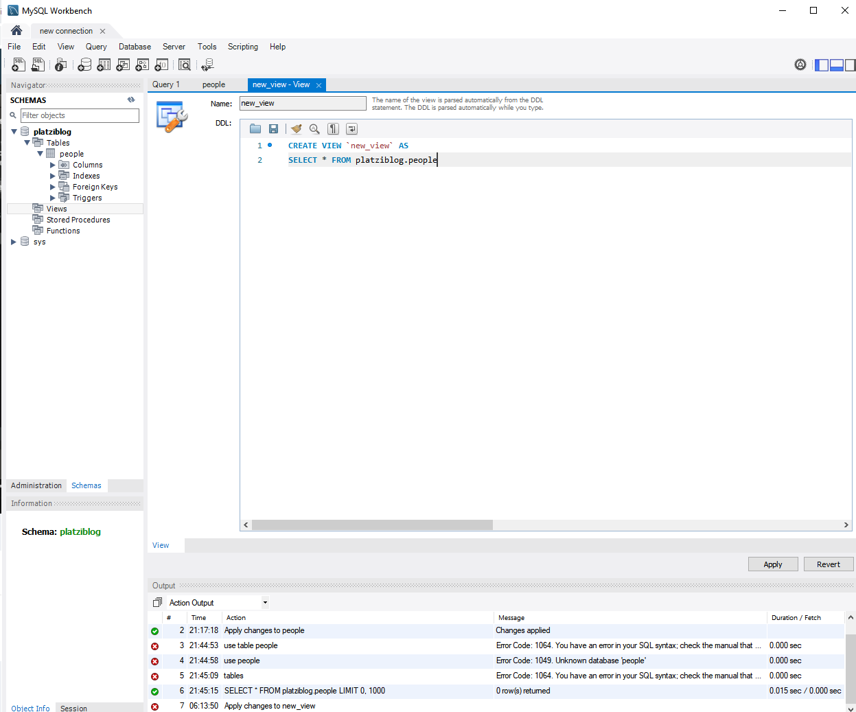 MySQL Workbench
new connection
File Edit View Query Database Server Tools Scripting Help
Navigator
SCHEMAS
Filter objects
platziblog
Tables
people
Columns
Indexes
Foreign Keys
Triggers
Views
Stored Procedures
Functions
sys
Administration Schemas
Information
Schema: platziblog
Object Info Session
Query 1 people new_view - View
Name: new_view
The name of the view is parsed automatically from the DDL
statement. The DDL is parsed automatically while you type.
DDL:
1 CREATE VIEW `new_view` AS
2 SELECT * FROM platziblog.people
View
Apply Revert
Output
Action Output
# Time Action Message Duration / Fetch
2 21:17:18 Apply changes to people Changes applied
3 21:44:53 use table people Error Code: 1064. You have an error in your SQL syntax; check the manual that ... 0.000 sec
4 21:44:58 use people Error Code: 1049. Unknown database 'people' 0.000 sec
5 21:45:09 tables Error Code: 1064. You have an error in your SQL syntax; check the manual that ... 0.000 sec
6 21:45:15 SELECT * FROM platziblog.people LIMIT 0, 1000 0 row(s) returned 0.015 sec / 0.000 sec
7 06:13:50 Apply changes to new_view